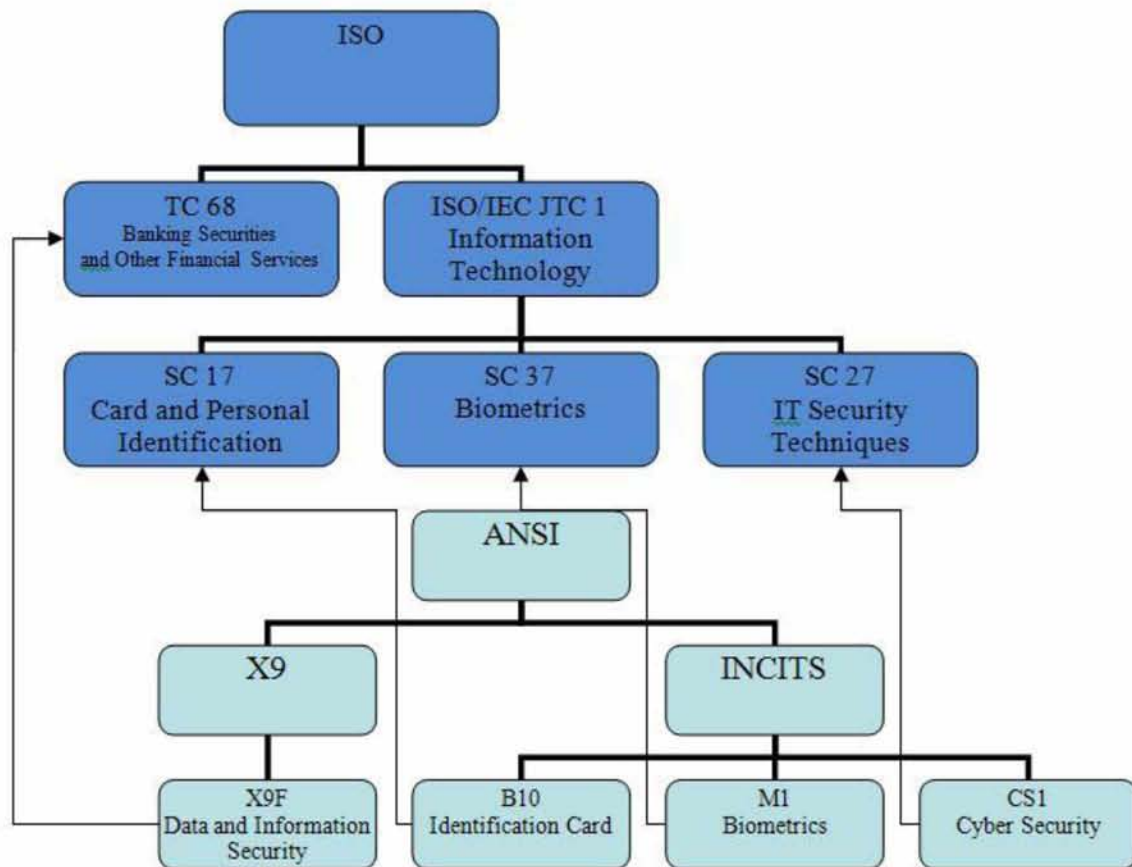 ISO
TC 68
Banking Securities
and Other Financial Services
ISO/IEC JTC 1
Information
Technology
SC 17
Card and Personal
Identification
SC 37
Biometrics
SC 27
IT Security
Techniques
ANSI
X9
INCITS
X9F
Data and Information
Security
B10
Identification Card
M1
Biometrics
CS1
Cyber Security